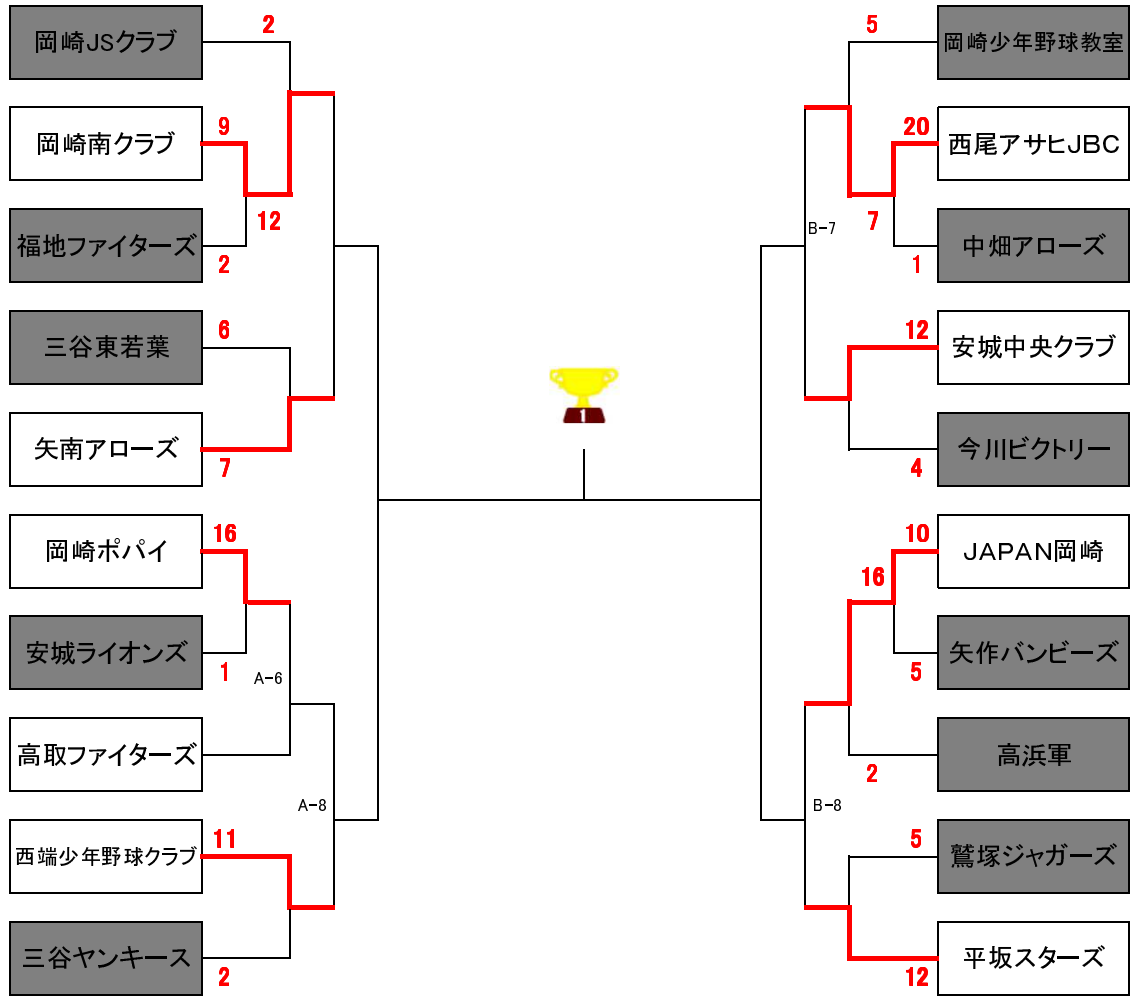 岡崎JSクラブ
2
岡崎南クラブ
9
12
福地ファイターズ
2
三谷東若葉
6
矢南アローズ
7
岡崎ポパイ
16
安城ライオンズ
1
A-6
高取ファイターズ
A-8
西端少年野球クラブ
11
三谷ヤンキース
2
1
5
岡崎少年野球教室
20
西尾アサヒJBC
B-7
7
1
中畑アローズ
12
安城中央クラブ
4
今川ビクトリー
10
JAPAN岡崎
16
5
矢作バンビーズ
2
高浜軍
B-8
5
鷲塚ジャガーズ
12
平坂スターズ